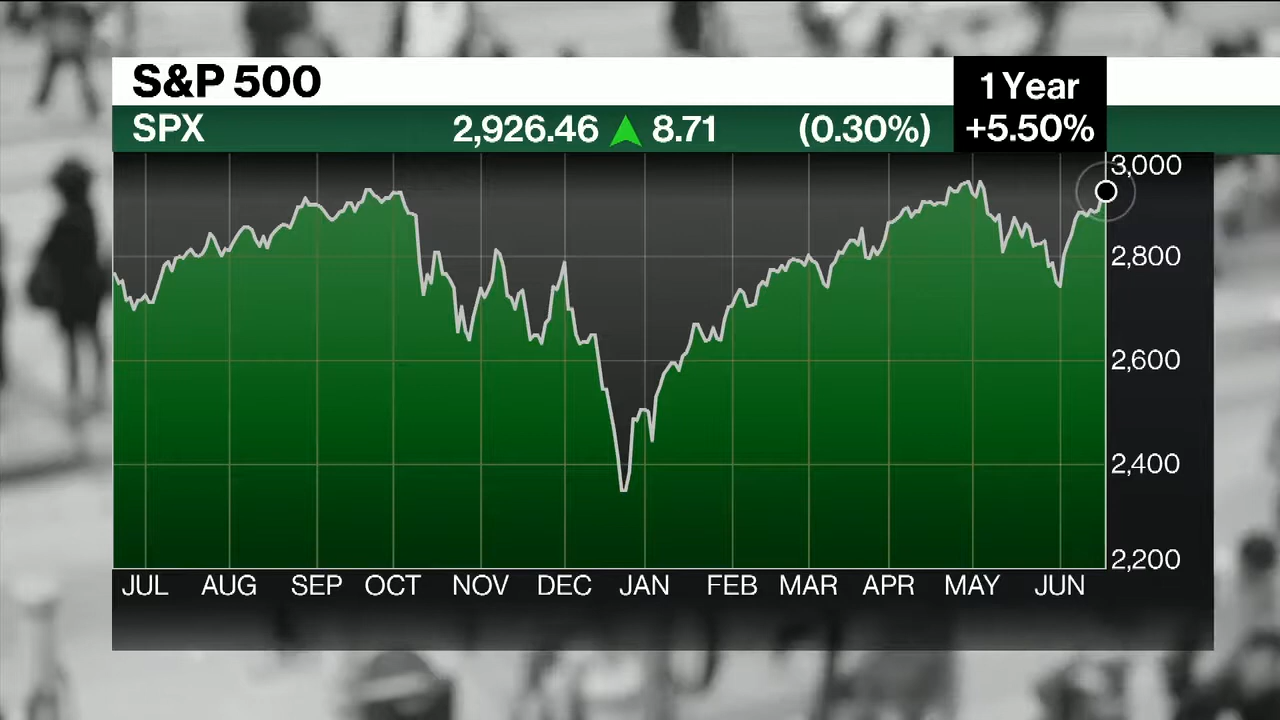 S&P 500
1 Year
SPX 2,926.46 ▲ 8.71 (0.30%) +5.50%
3,000
2,800
2,600
2,400
2,200
JUL AUG SEP OCT NOV DEC JAN FEB MAR APR MAY JUN